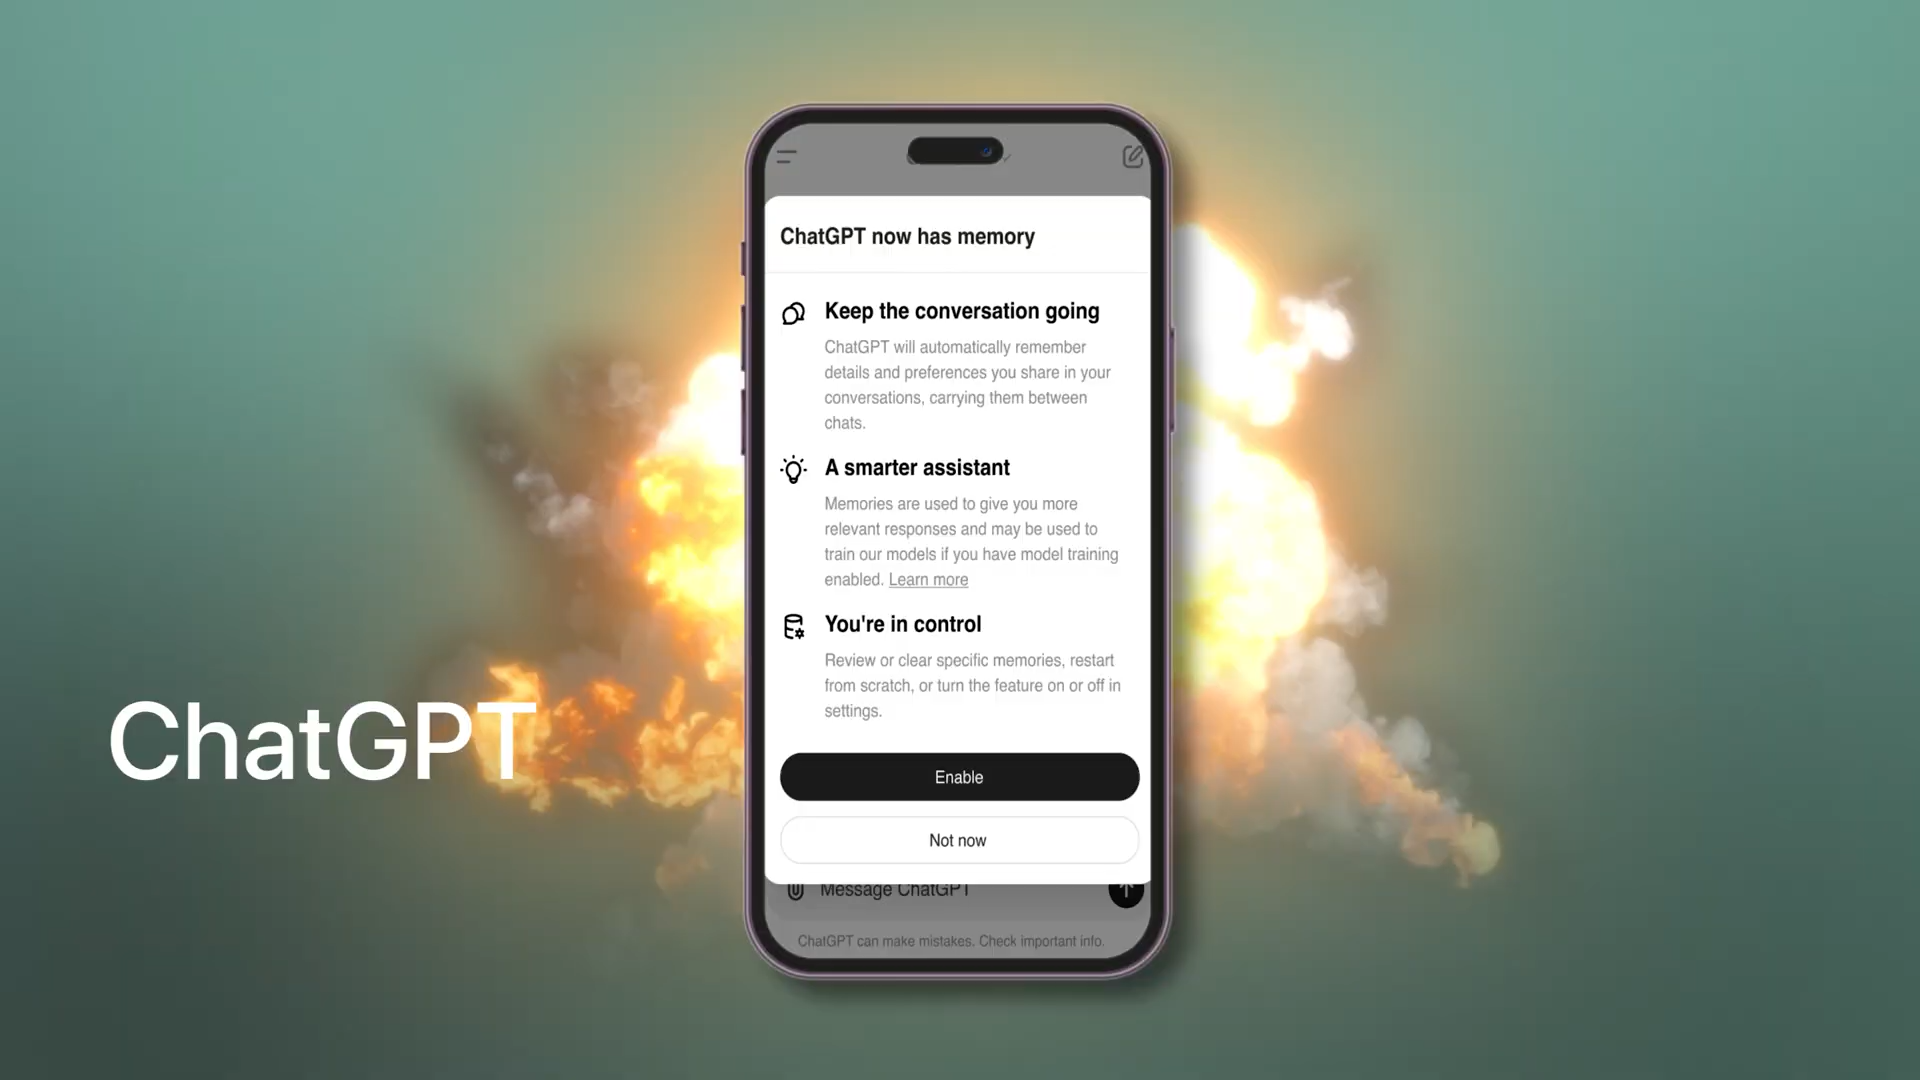 ChatGPT now has memory
Keep the conversation going
ChatGPT will automatically remember
details and preferences you share in your
conversations, carrying them between
chats.
A smarter assistant
Memories are used to give you more
relevant responses and may be used to
train our models if you have model training
enabled. Learn more
You're in control
Review or clear specific memories, restart
from scratch, or turn the feature on or off in
settings.
Enable
Not now
Message ChatGPT
ChatGPT can make mistakes. Check important info.
ChatGPT